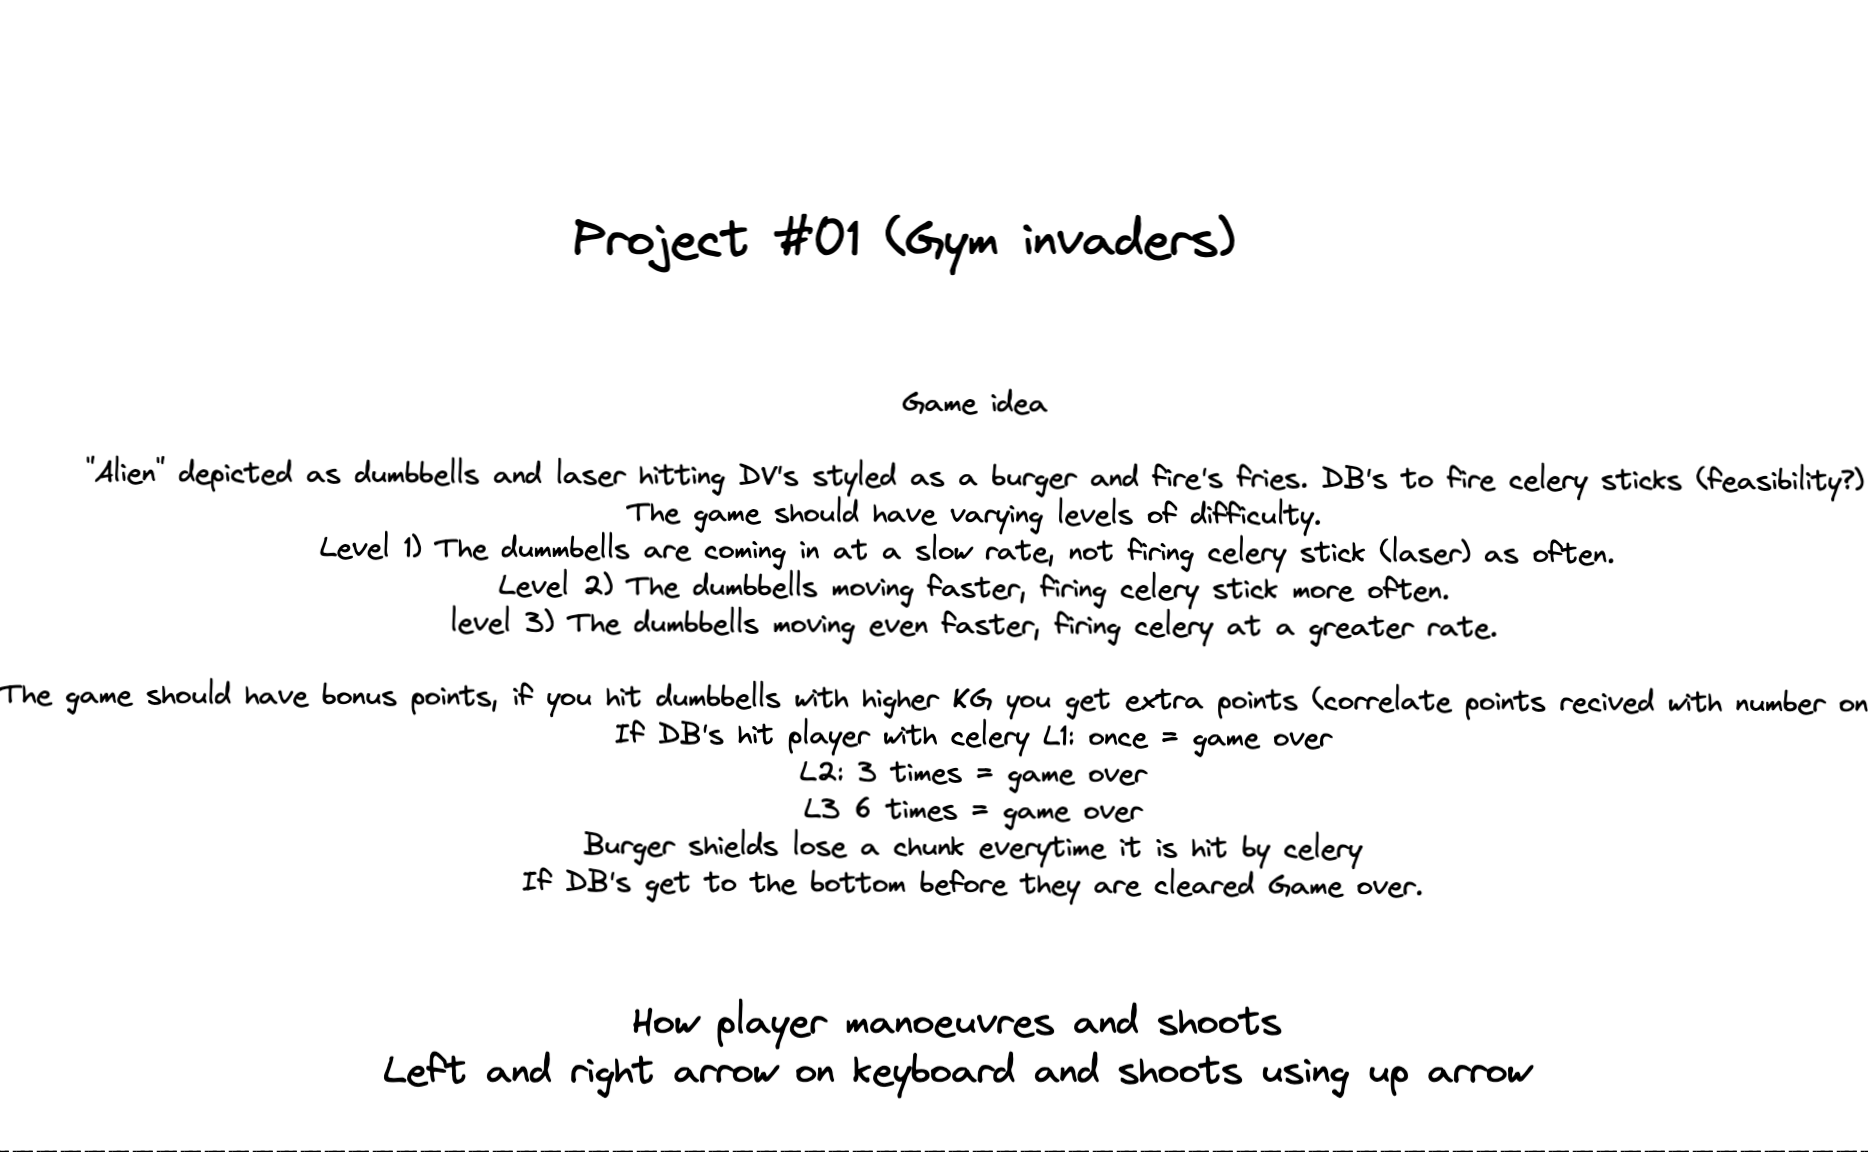 Project #01 (Gym invaders)
Game idea
"Alien" depicted as dumbbells and laser hitting DV's styled as a burger and fire's fries. DB's to fire celery sticks (feasibility?)
The game should have varying levels of difficulty.
Level 1) The dummbells are coming in at a slow rate, not firing celery stick (laser) as often.
Level 2) The dumbbells moving faster, firing celery stick more often.
level 3) The dumbbells moving even faster, firing celery at a greater rate.
The game should have bonus points, if you hit dumbbells with higher KG, you get extra points (correlate points recived with number on
If DB's hit player with celery L1: once = game over
L2: 3 times = game over
L3 6 times = game over
Burger shields lose a chunk everytime it is hit by celery
If DB's get to the bottom before they are cleared Game over.
How player manoeuvres and shoots
Left and right arrow on keyboard and shoots using up arrow